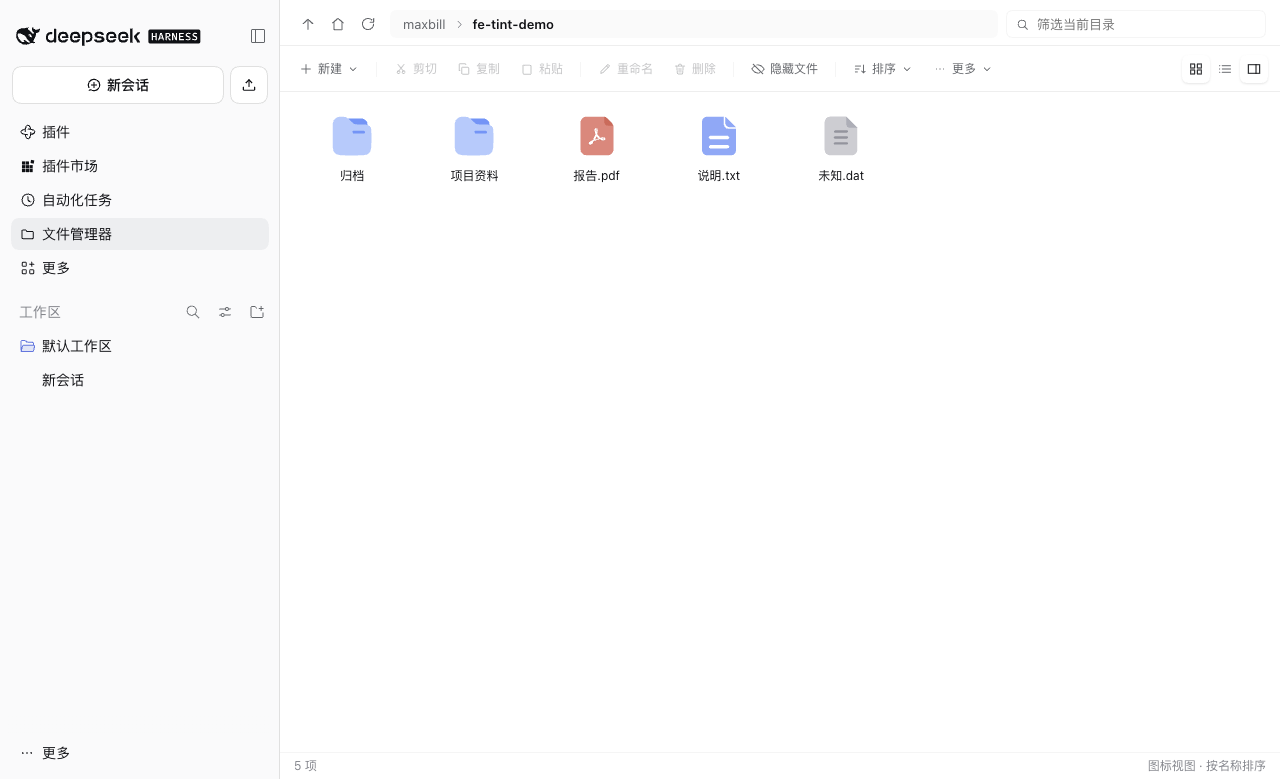 deepseek HARNESS
新会话
插件
插件市场
自动化任务
文件管理器
更多
工作区
默认工作区
新会话
更多
maxbill > fe-tint-demo
筛选当前目录
新建 剪切 复制 粘贴 重命名 删除 隐藏文件 排序 更多
归档 项目资料 报告.pdf 说明.txt 未知.dat
5 项
图标视图 · 按名称排序